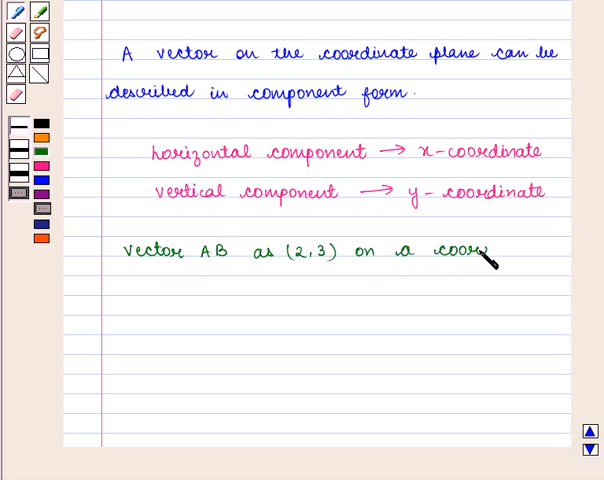 A vector on the coordinate plane can be
described in component form.
horizontal component → x-coordinate
vertical component → y-coordinate
vector AB as (2,3) on a coor